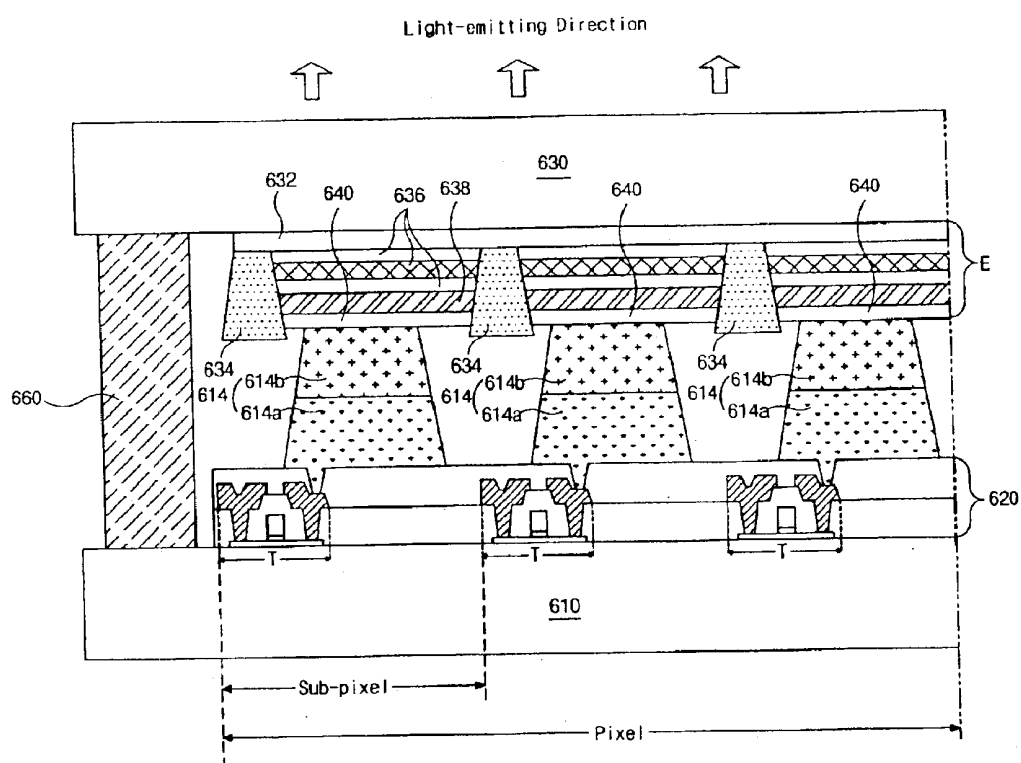 Light-emitting Direction
630
632 640 636 638 640 640
E
634 634 634
614 614b 614a
614 614b 614a
614 614b 614a
660
620
T T T
610
Sub-pixel
Pixel